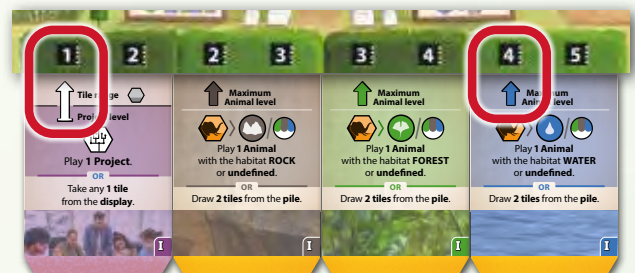 1 2 2 3 3 4 4 5
Tile range
Project level
Play 1 Project.
OR
Take any 1 tile
from the display.
I
Maximum
Animal level
Play 1 Animal
with the habitat ROCK
or undefined.
OR
Draw 2 tiles from the pile.
I
Maximum
Animal level
Play 1 Animal
with the habitat FOREST
or undefined.
OR
Draw 2 tiles from the pile.
I
Maximum
Animal level
Play 1 Animal
with the habitat WATER
or undefined.
OR
Draw 2 tiles from the pile.
I